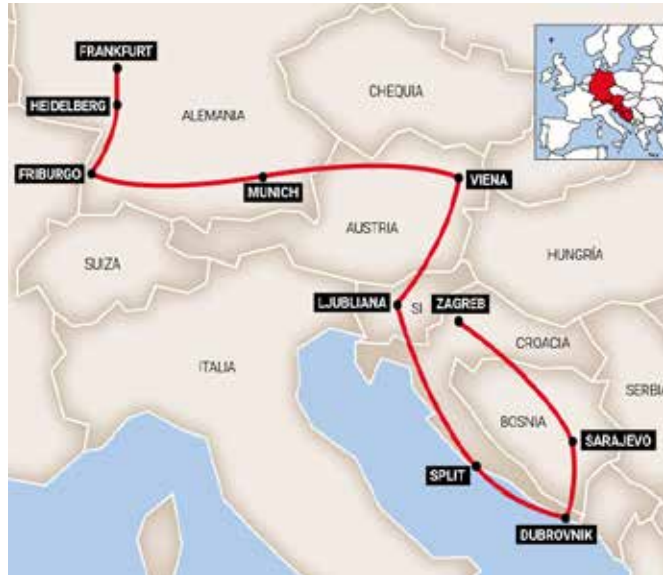 FRANKFURT
HEIDELBERG
ALEMANIA
CHEQUIA
FRIBURGO
MUNICH
VIENA
AUSTRIA
SUIZA
HUNGRÍA
LJUBLIANA
SI
ZAGREB
CROACIA
ITALIA
SERBI
BOSNIA
SARAJEVO
SPLIT
DUBROVNIK